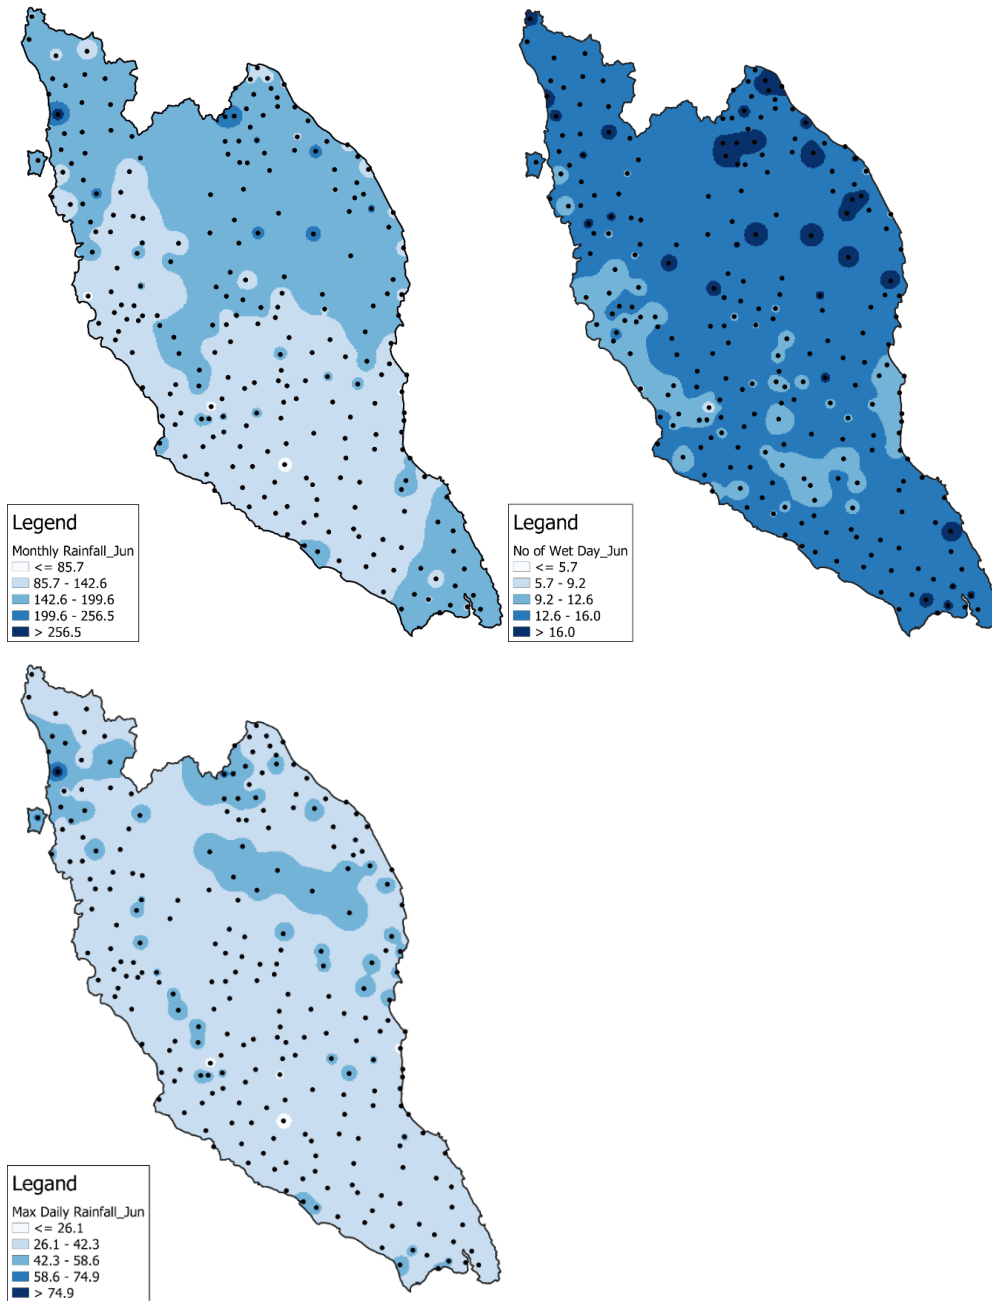 Legend
Monthly Rainfall_Jun
<= 85.7
85.7 - 142.6
142.6 - 199.6
199.6 - 256.5
> 256.5
Legand
No of Wet Day_Jun
<= 5.7
5.7 - 9.2
9.2 - 12.6
12.6 - 16.0
> 16.0
Legand
Max Daily Rainfall_Jun
<= 26.1
26.1 - 42.3
42.3 - 58.6
58.6 - 74.9
> 74.9